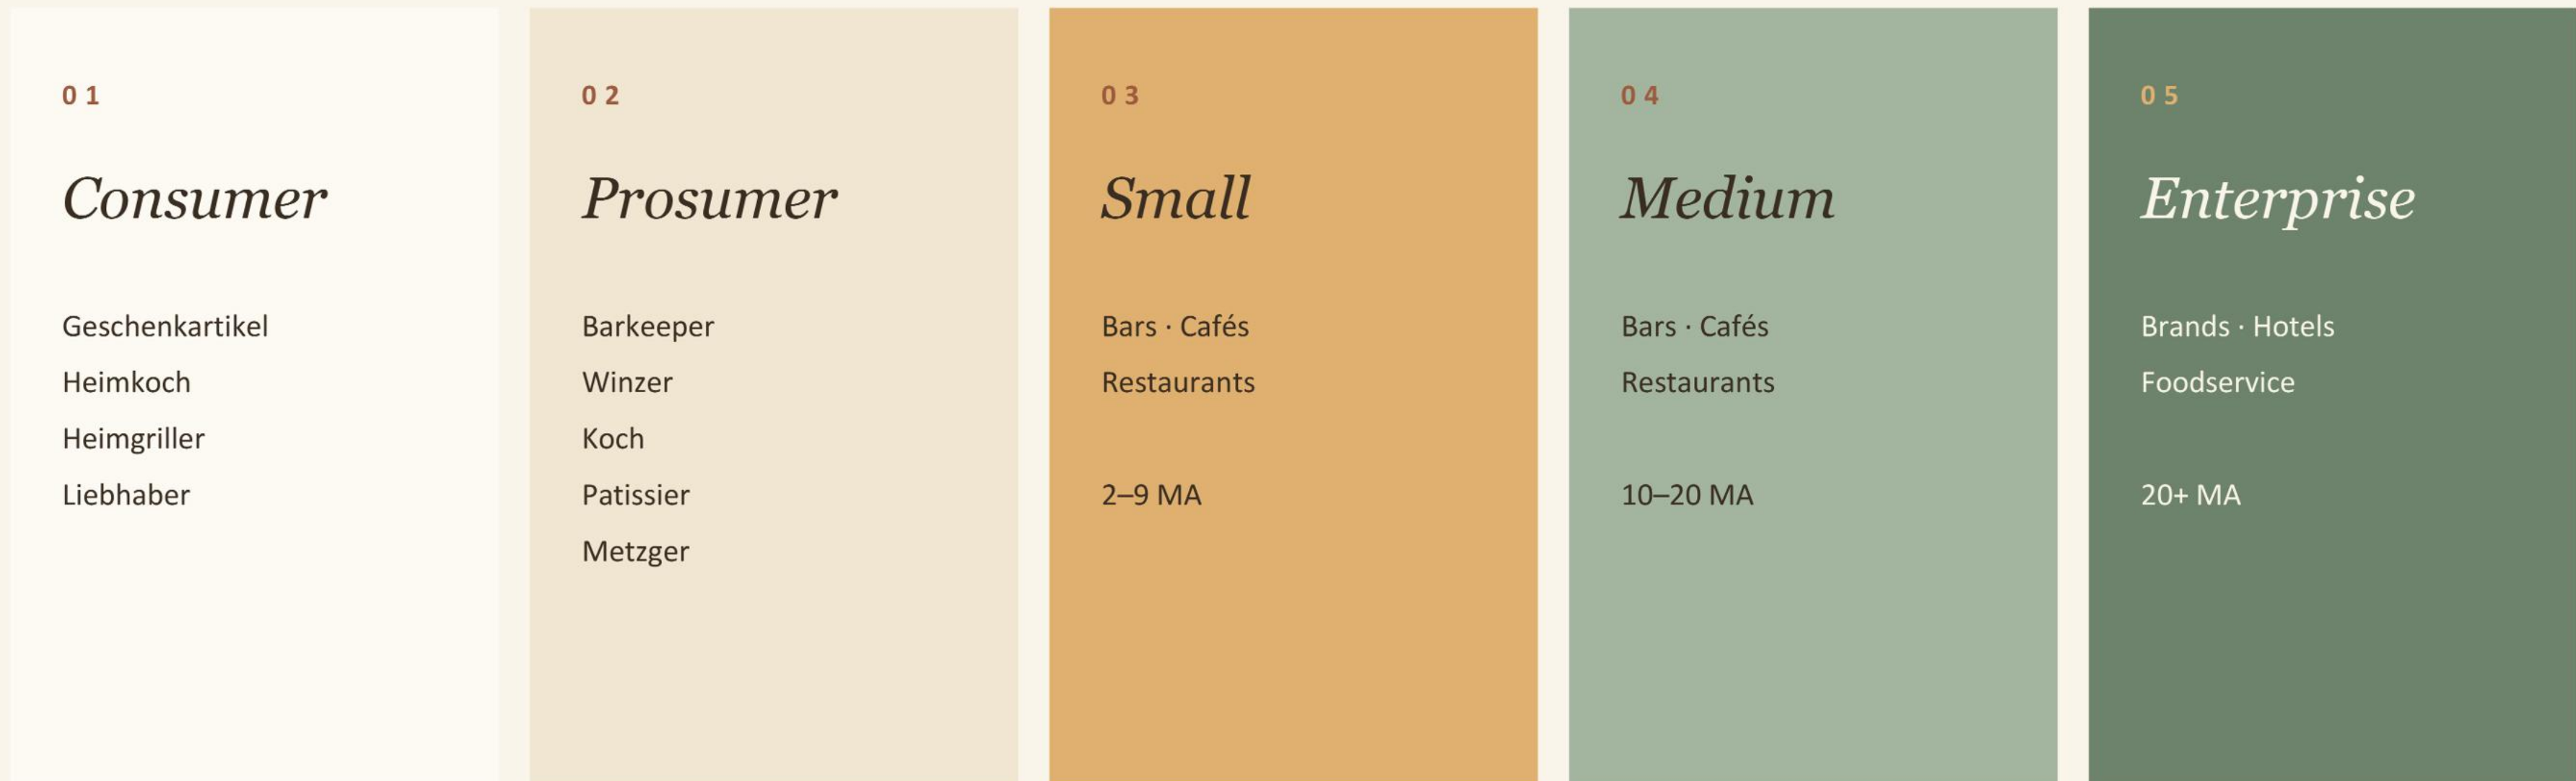 01
Consumer
Geschenkartikel
Heimkoch
Heimgriller
Liebhaber
02
Prosumer
Barkeeper
Winzer
Koch
Patissier
Metzger
03
Small
Bars · Cafés
Restaurants
2–9 MA
04
Medium
Bars · Cafés
Restaurants
10–20 MA
05
Enterprise
Brands · Hotels
Foodservice
20+ MA